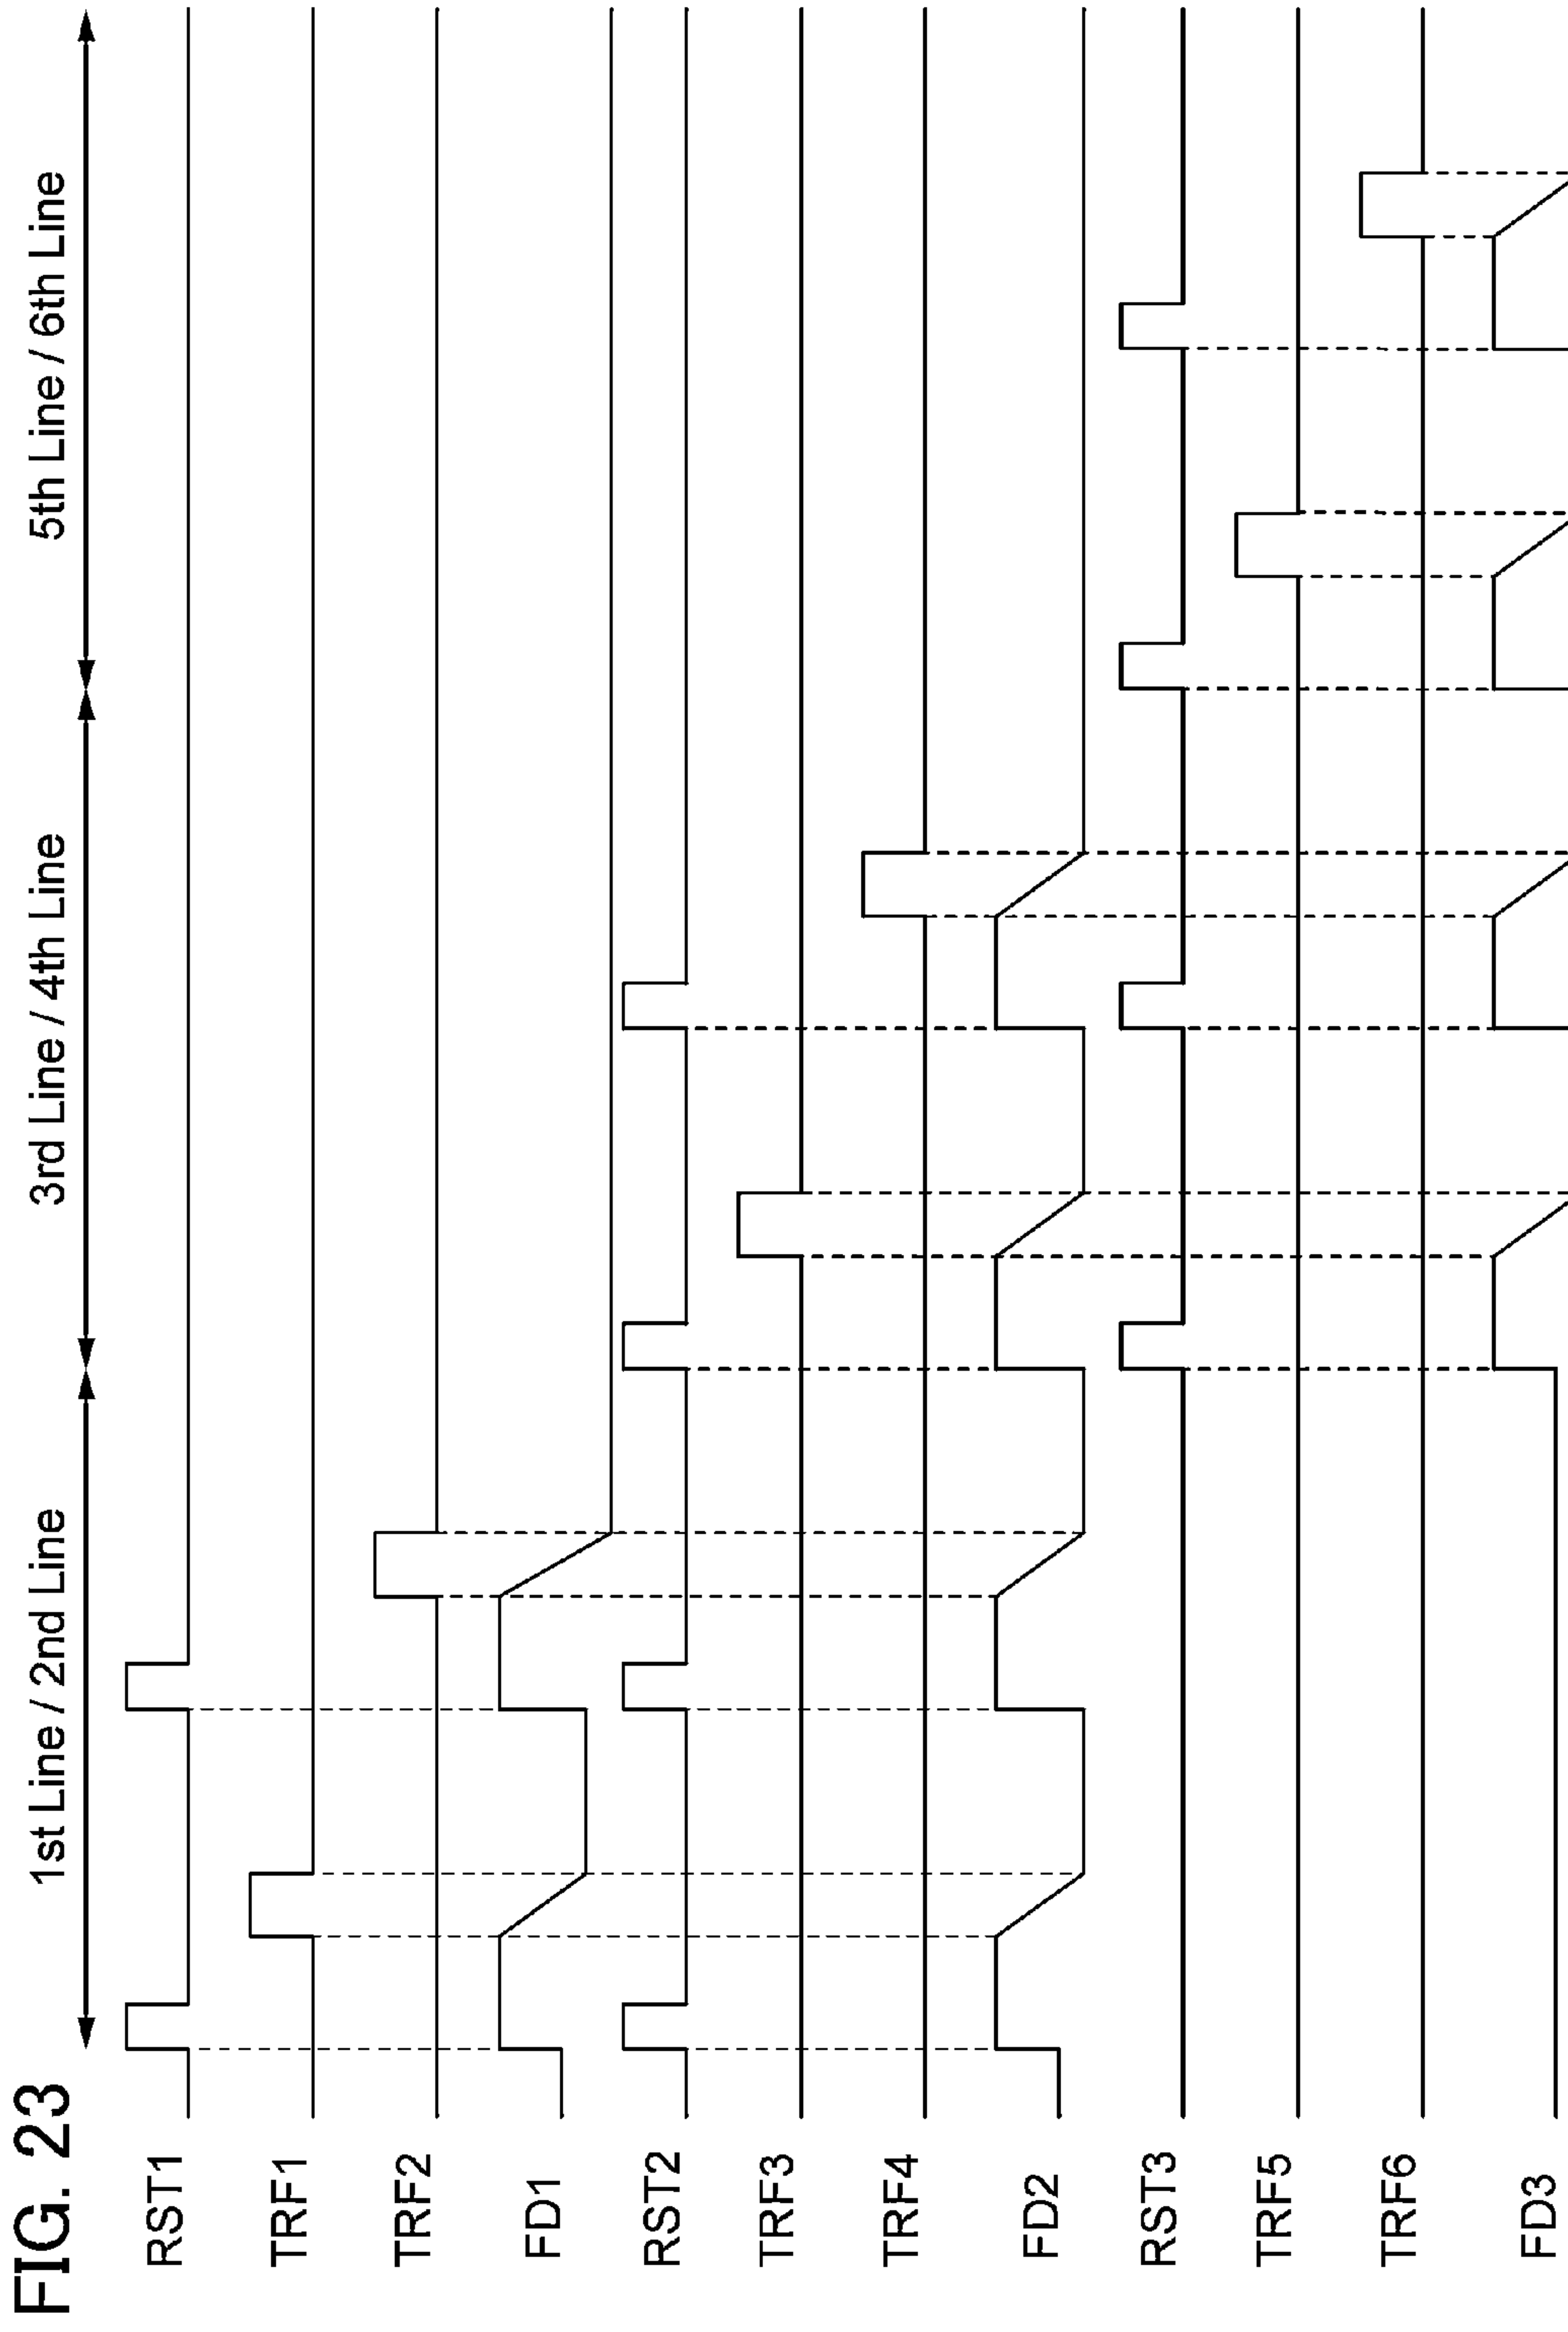 FIG. 23
1st Line / 2nd Line
3rd Line / 4th Line
5th Line / 6th Line
RST1
TRF1
TRF2
FD1
RST2
TRF3
TRF4
FD2
RST3
TRF5
TRF6
FD3